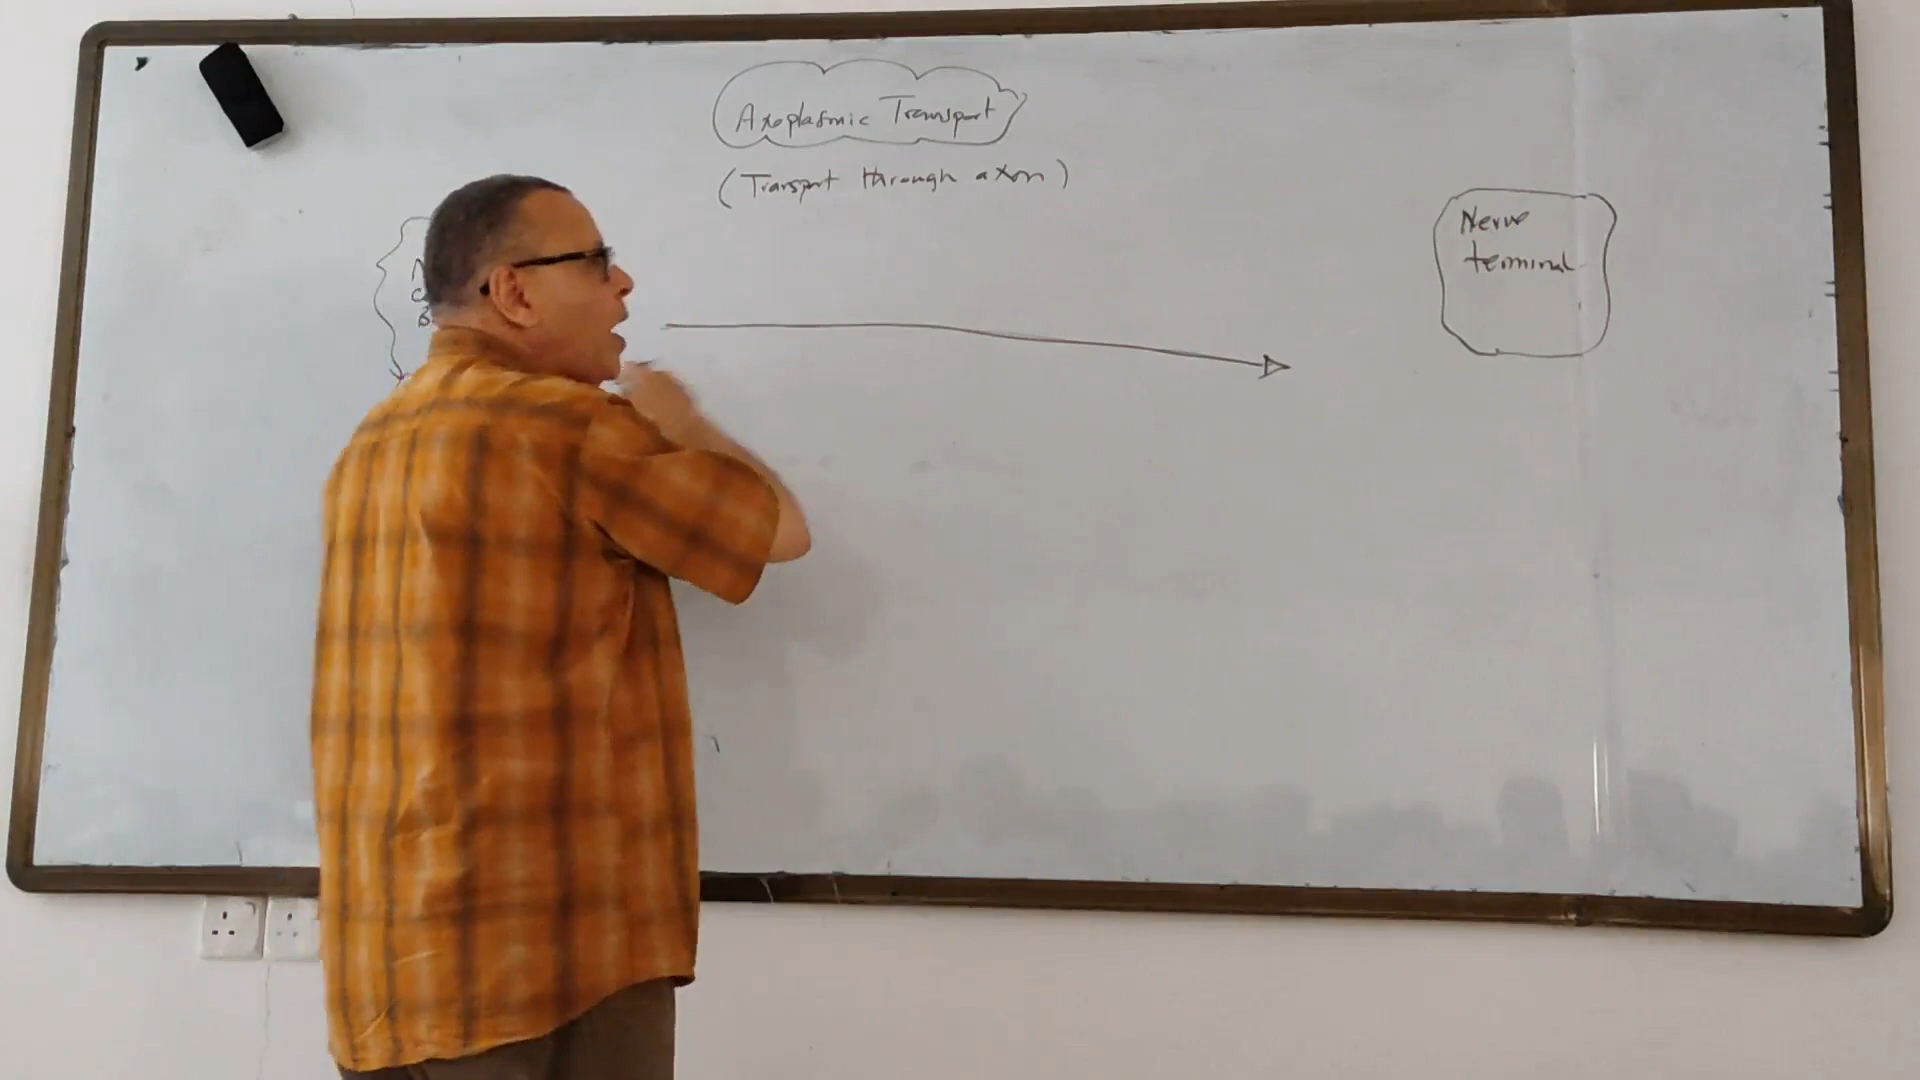 Axoplasmic Transport
(Transport through axon)
Nerve
terminal